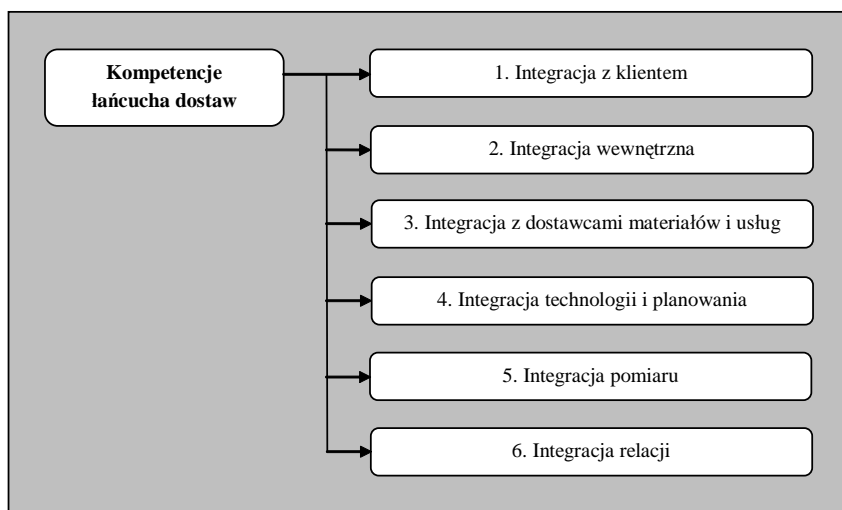 Kompetencje
łańcucha dostaw
1. Integracja z klientem
2. Integracja wewnętrzna
3. Integracja z dostawcami materiałów i usług
4. Integracja technologii i planowania
5. Integracja pomiaru
6. Integracja relacji